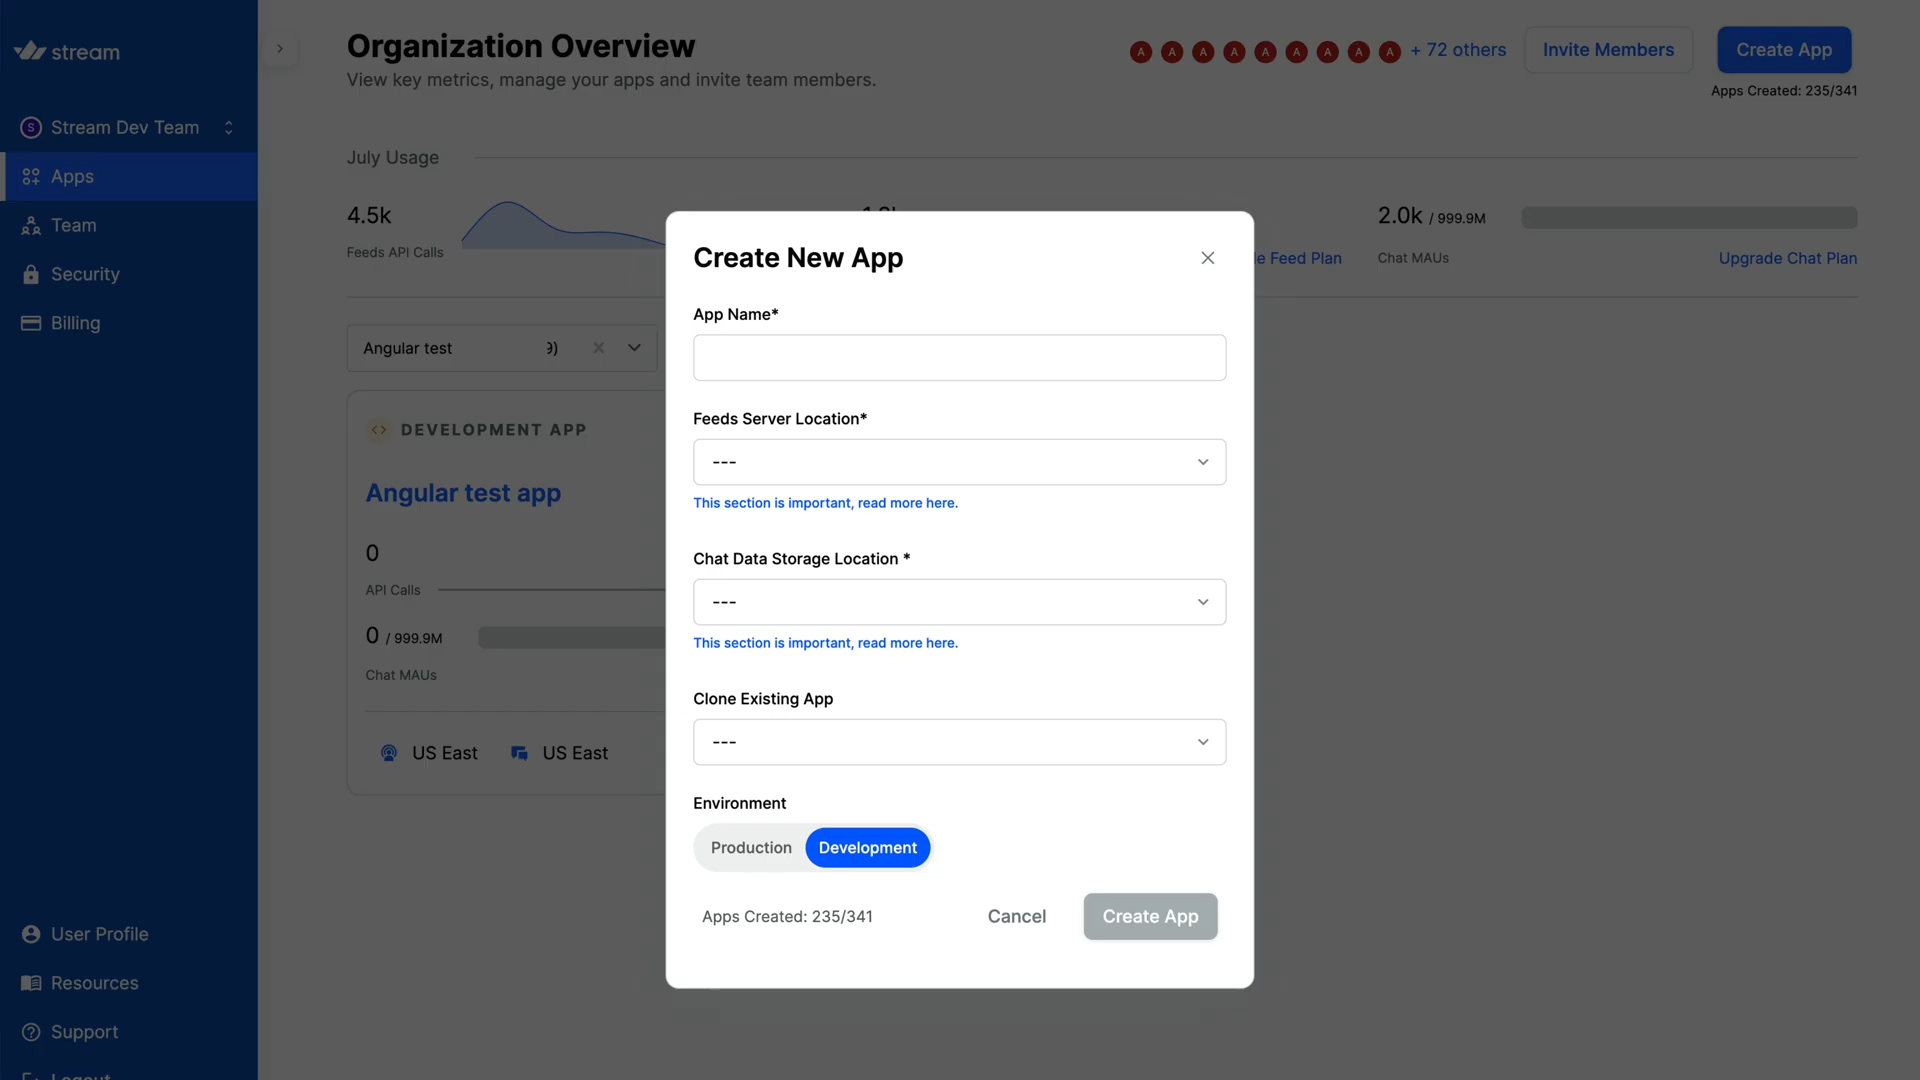 stream
Stream Dev Team
Apps
Team
Security
Billing
User Profile
Resources
Support
Logout
Organization Overview
View key metrics, manage your apps and invite team members.
A A A A A A A A A + 72 others
Invite Members
Create App
Apps Created: 235/341
July Usage
4.5k
Feeds API Calls
Feed Plan
2.0k / 999.9M
Chat MAUs
Upgrade Chat Plan
Angular test 9)
DEVELOPMENT APP
Angular test app
0
API Calls
0 / 999.9M
Chat MAUs
US East US East
Create New App
App Name*
Feeds Server Location*
---
This section is important, read more here.
Chat Data Storage Location *
---
This section is important, read more here.
Clone Existing App
---
Environment
Production Development
Apps Created: 235/341
Cancel
Create App